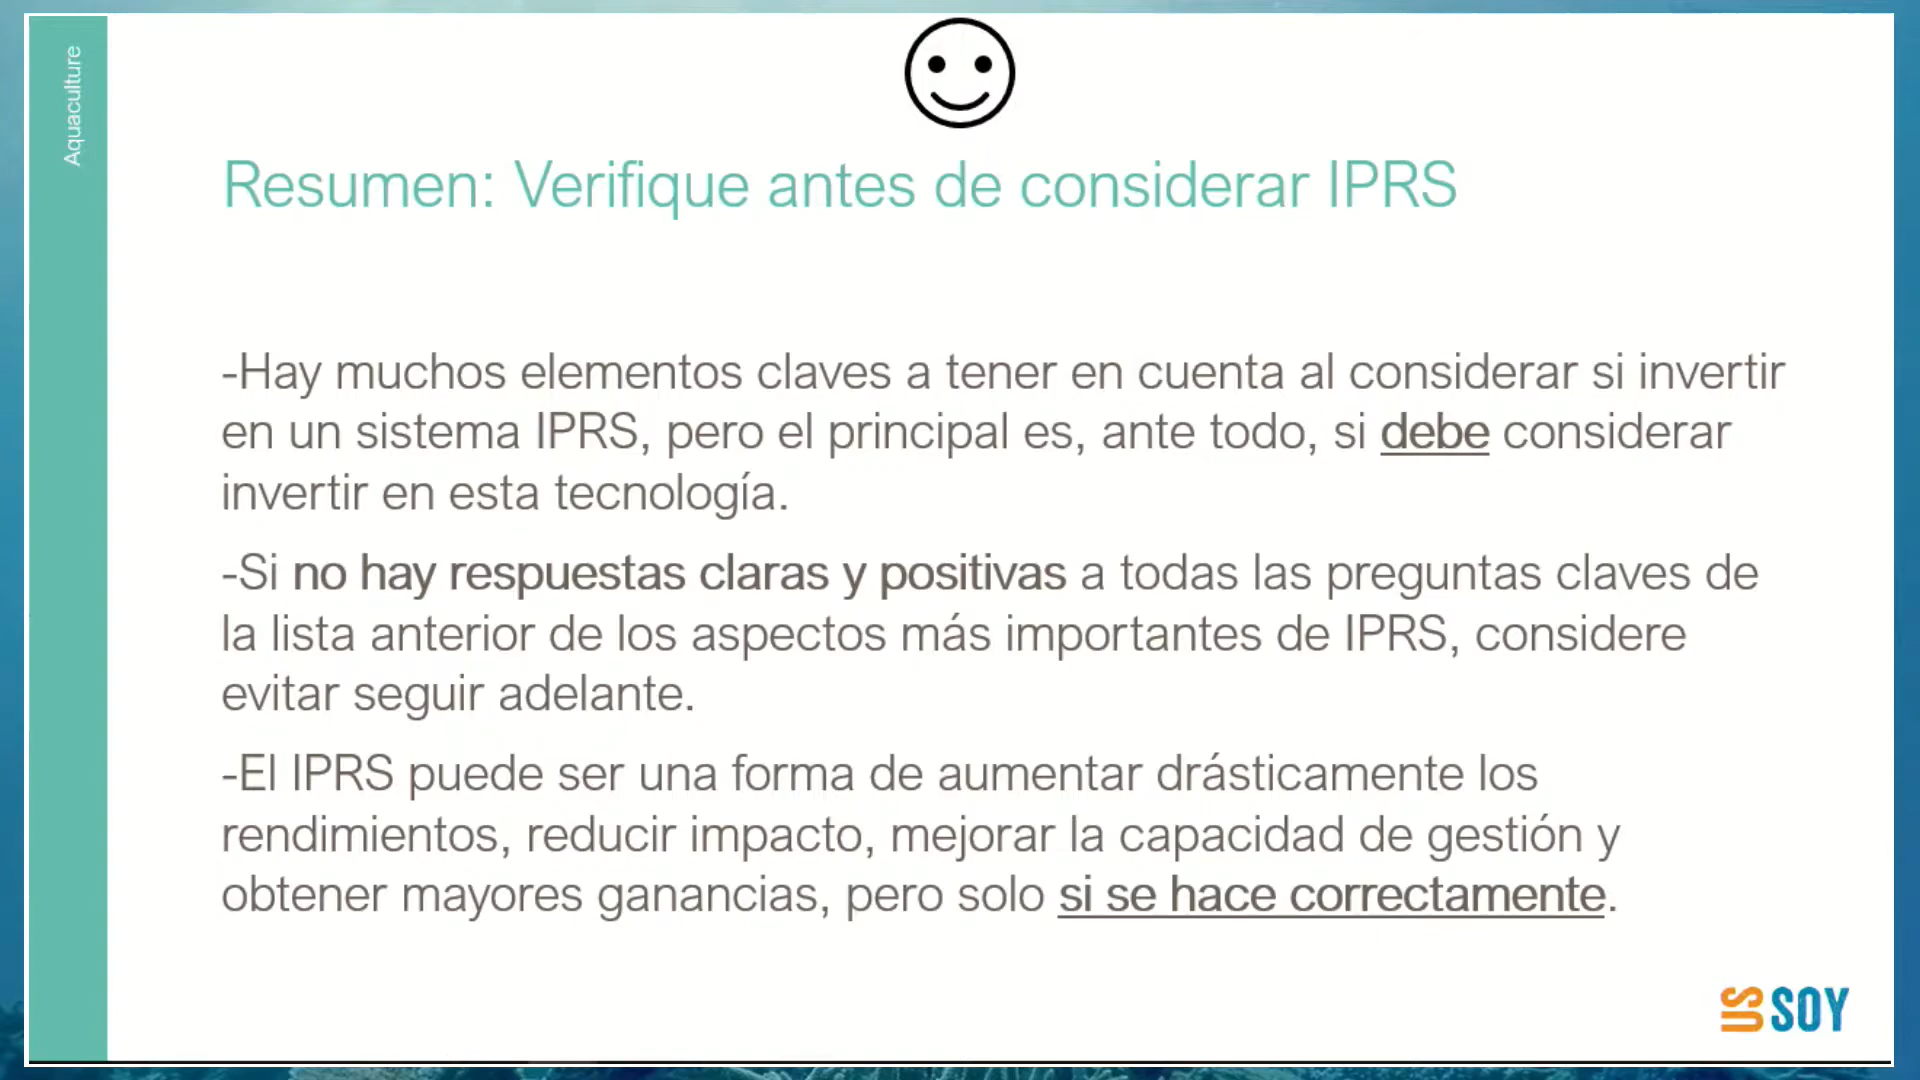 Aquaculture
Resumen: Verifique antes de considerar IPRS
-Hay muchos elementos claves a tener en cuenta al considerar si invertir
en un sistema IPRS, pero el principal es, ante todo, si debe considerar
invertir en esta tecnología.
-Si no hay respuestas claras y positivas a todas las preguntas claves de
la lista anterior de los aspectos más importantes de IPRS, considere
evitar seguir adelante.
-El IPRS puede ser una forma de aumentar drásticamente los
rendimientos, reducir impacto, mejorar la capacidad de gestión y
obtener mayores ganancias, pero solo si se hace correctamente.
US SOY